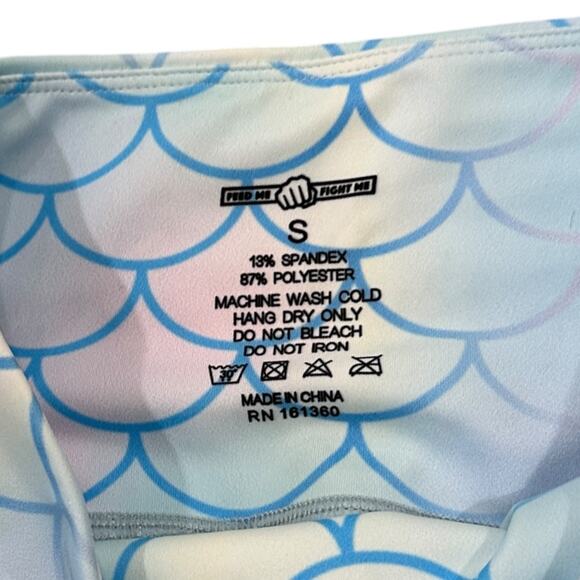 FEED ME FIGHT ME
S
13% SPANDEX
87% POLYESTER
MACHINE WASH COLD
HANG DRY ONLY
DO NOT BLEACH
DO NOT IRON
30°
MADE IN CHINA
RN 161360